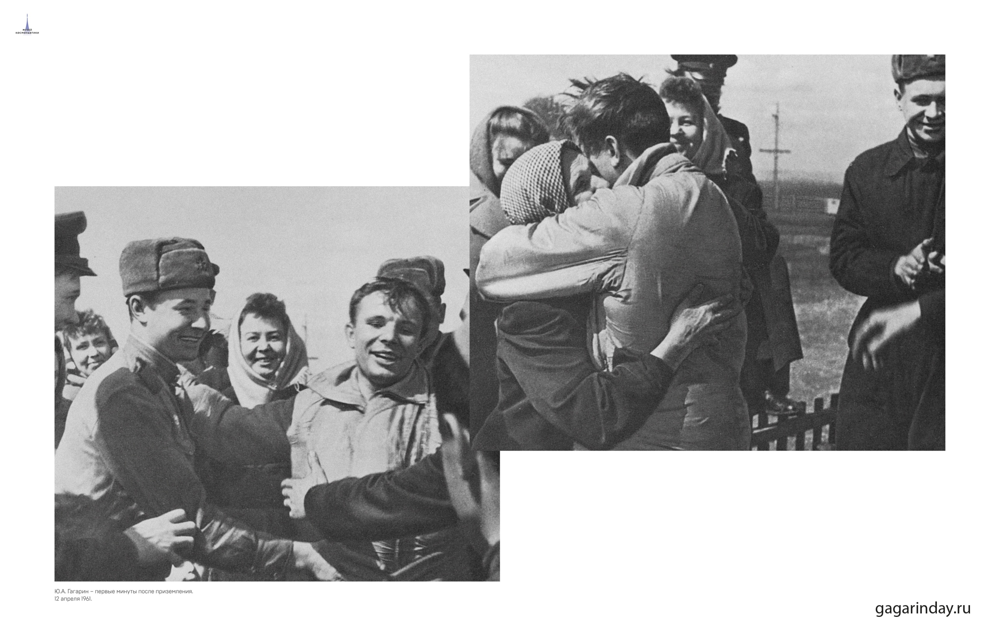 МУЗЕЙ
КОСМОНАВТИКИ
Ю.А. Гагарин – первые минуты после приземления.
12 апреля 1961.
gagarinday.ru